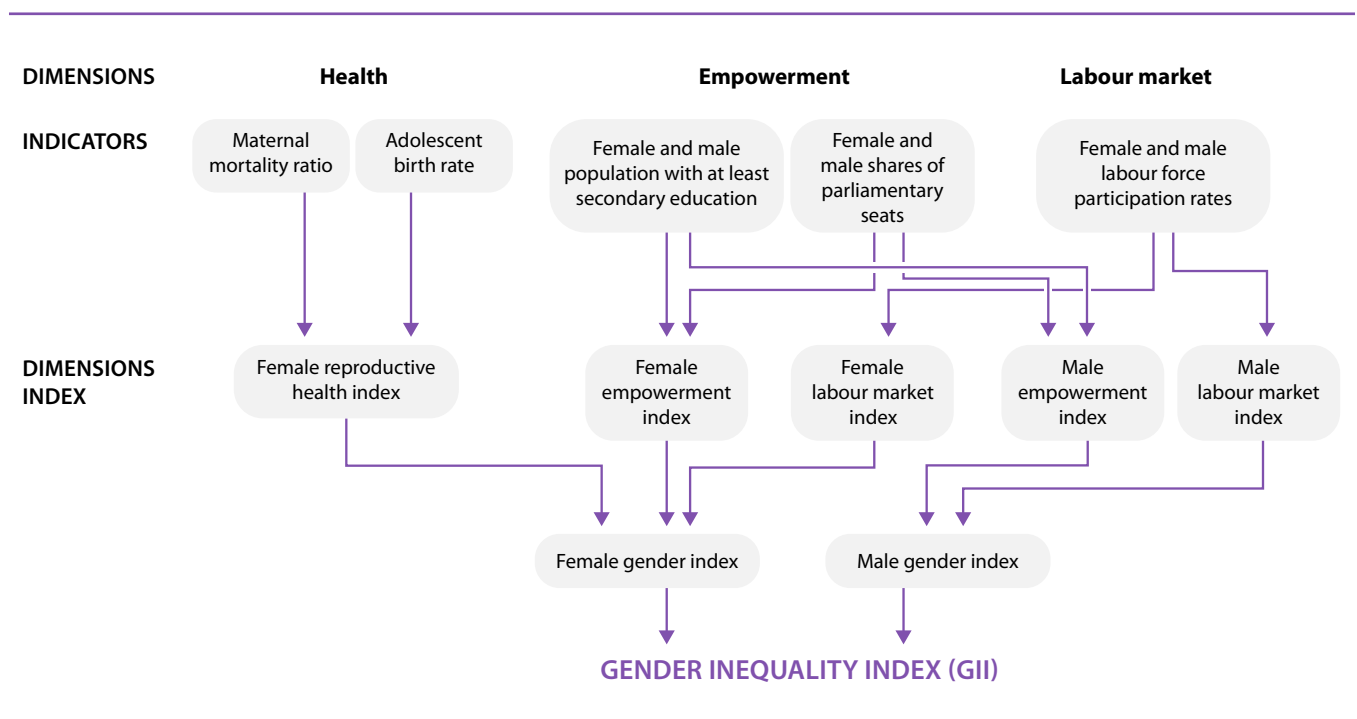 DIMENSIONS
Health
Empowerment
Labour market
INDICATORS
Maternal
mortality ratio
Adolescent
birth rate
Female and male
population with at least
secondary education
Female and
male shares of
parliamentary
seats
Female and male
labour force
participation rates
DIMENSIONS
INDEX
Female reproductive
health index
Female
empowerment
index
Female
labour market
index
Male
empowerment
index
Male
labour market
index
Female gender index
Male gender index
GENDER INEQUALITY INDEX (GII)